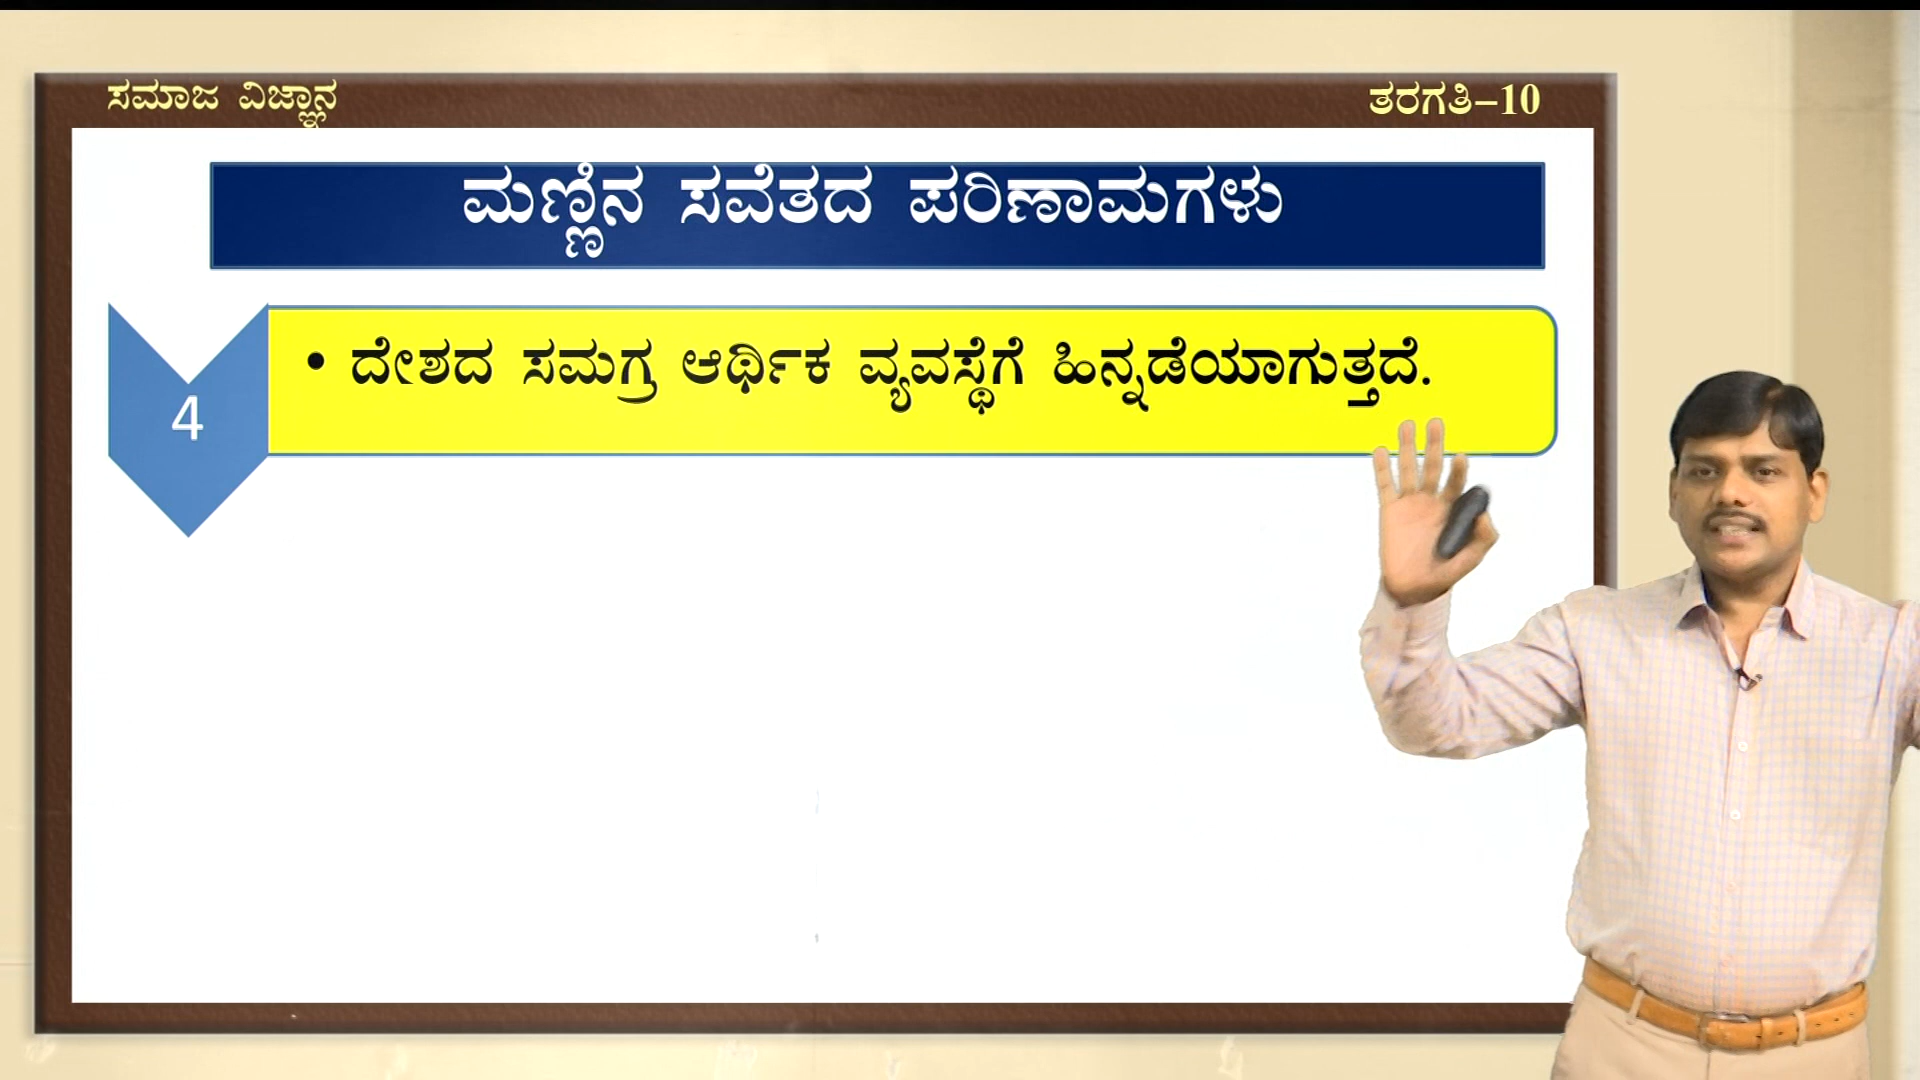 ಸಮಾಜ ವಿಜ್ಞಾನ
ತರಗತಿ-10
ಮಣ್ಣಿನ ಸವೆತದ ಪರಿಣಾಮಗಳು
4
• ದೇಶದ ಸಮಗ್ರ ಆರ್ಥಿಕ ವ್ಯವಸ್ಥೆಗೆ ಹಿನ್ನಡೆಯಾಗುತ್ತದೆ.